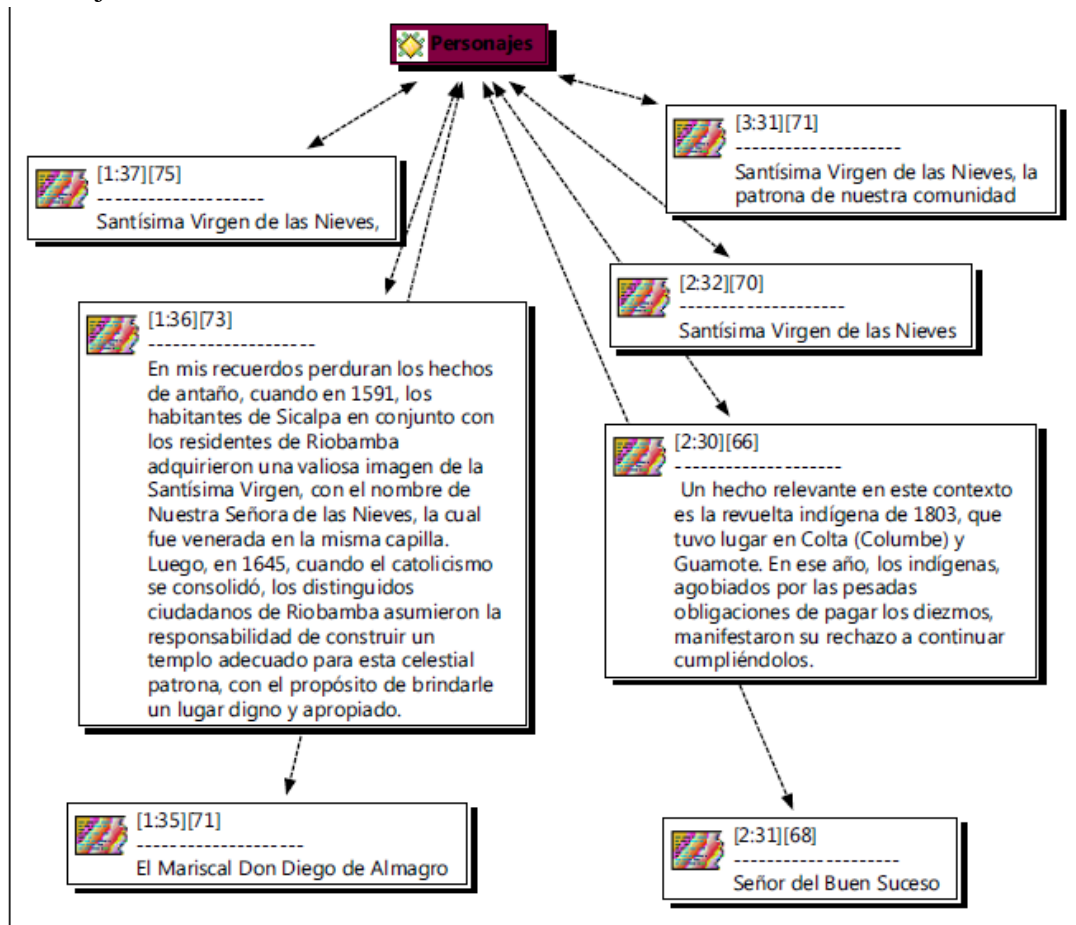 Personajes
[1:37][75]
--------------------
Santísima Virgen de las Nieves,
[3:31][71]
--------------------
Santísima Virgen de las Nieves, la
patrona de nuestra comunidad
[2:32][70]
--------------------
Santísima Virgen de las Nieves
[1:36][73]
--------------------
En mis recuerdos perduran los hechos
de antaño, cuando en 1591, los
habitantes de Sicalpa en conjunto con
los residentes de Riobamba
adquirieron una valiosa imagen de la
Santísima Virgen, con el nombre de
Nuestra Señora de las Nieves, la cual
fue venerada en la misma capilla.
Luego, en 1645, cuando el catolicismo
se consolidó, los distinguidos
ciudadanos de Riobamba asumieron la
responsabilidad de construir un
templo adecuado para esta celestial
patrona, con el propósito de brindarle
un lugar digno y apropiado.
[2:30][66]
--------------------
Un hecho relevante en este contexto
es la revuelta indígena de 1803, que
tuvo lugar en Colta (Columbe) y
Guamote. En ese año, los indígenas,
agobiados por las pesadas
obligaciones de pagar los diezmos,
manifestaron su rechazo a continuar
cumpliéndolos.
[1:35][71]
--------------------
El Mariscal Don Diego de Almagro
[2:31][68]
--------------------
Señor del Buen Suceso